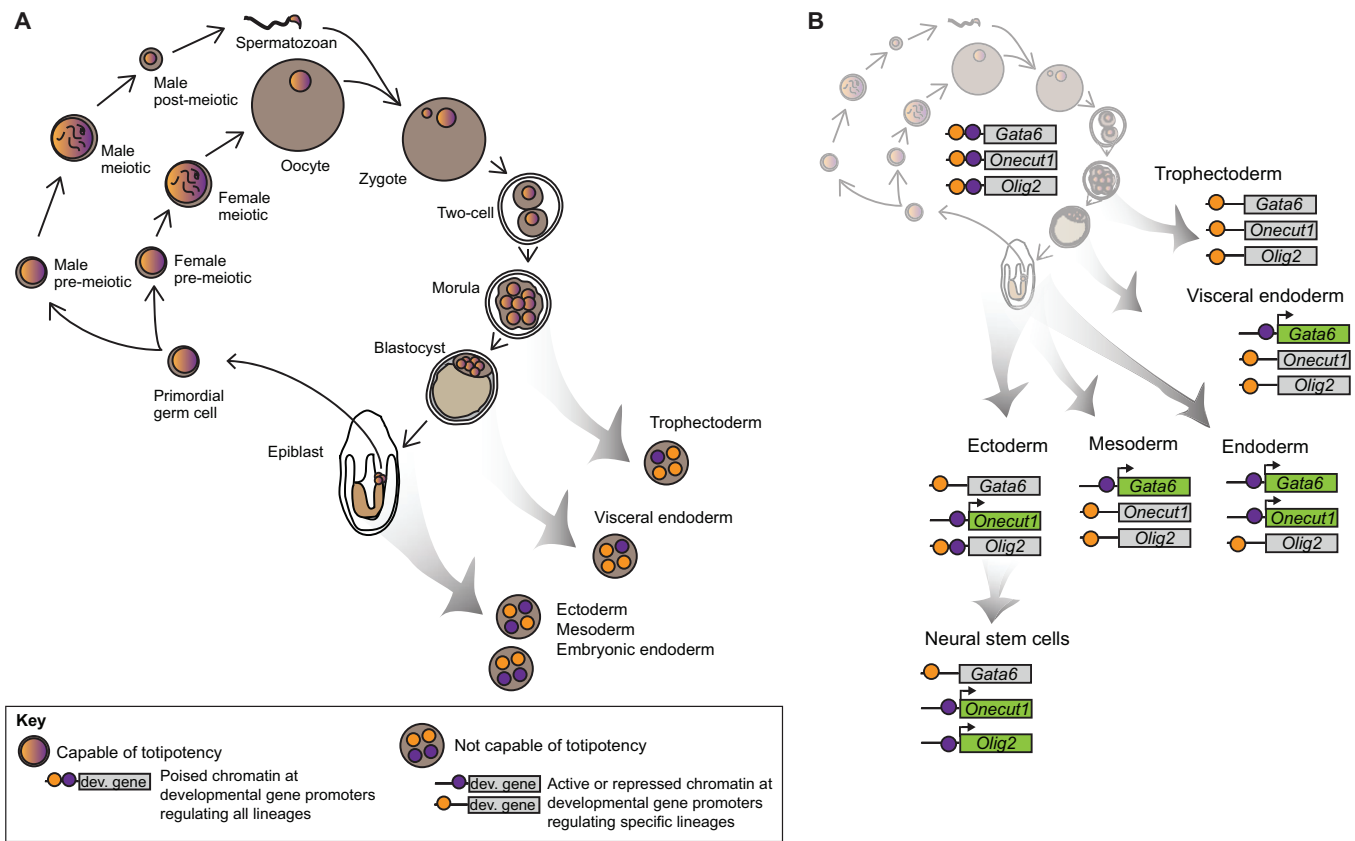 A
Spermatozoan
Male
post-meiotic
Male
meiotic
Oocyte
Zygote
Female
meiotic
Two-cell
Male
pre-meiotic
Female
pre-meiotic
Morula
Blastocyst
Primordial
germ cell
Epiblast
Trophectoderm
Visceral endoderm
Ectoderm
Mesoderm
Embryonic endoderm
Key
Capable of totipotency
dev. gene
Poised chromatin at
developmental gene promoters
regulating all lineages
Not capable of totipotency
dev. gene
dev. gene
Active or repressed chromatin at
developmental gene promoters
regulating specific lineages
B
Gata6
Onecut1
Olig2
Trophectoderm
Gata6
Onecut1
Olig2
Visceral endoderm
Gata6
Onecut1
Olig2
Ectoderm
Gata6
Onecut1
Olig2
Mesoderm
Gata6
Onecut1
Olig2
Endoderm
Gata6
Onecut1
Olig2
Neural stem cells
Gata6
Onecut1
Olig2